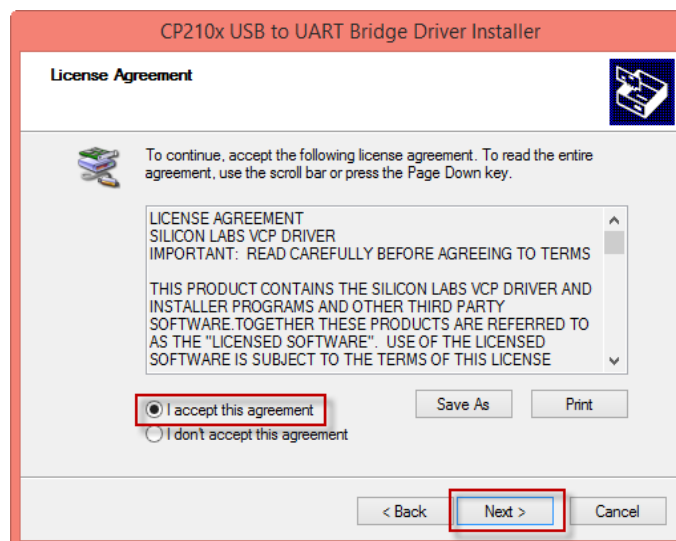 CP210x USB to UART Bridge Driver Installer
License Agreement
To continue, accept the following license agreement. To read the entire
agreement, use the scroll bar or press the Page Down key.
LICENSE AGREEMENT
SILICON LABS VCP DRIVER
IMPORTANT:  READ CAREFULLY BEFORE AGREEING TO TERMS
THIS PRODUCT CONTAINS THE SILICON LABS VCP DRIVER AND
INSTALLER PROGRAMS AND OTHER THIRD PARTY
SOFTWARE.TOGETHER THESE PRODUCTS ARE REFERRED TO
AS THE "LICENSED SOFTWARE".  USE OF THE LICENSED
SOFTWARE IS SUBJECT TO THE TERMS OF THIS LICENSE
I accept this agreement
Save As
Print
I don't accept this agreement
< Back
Next >
Cancel